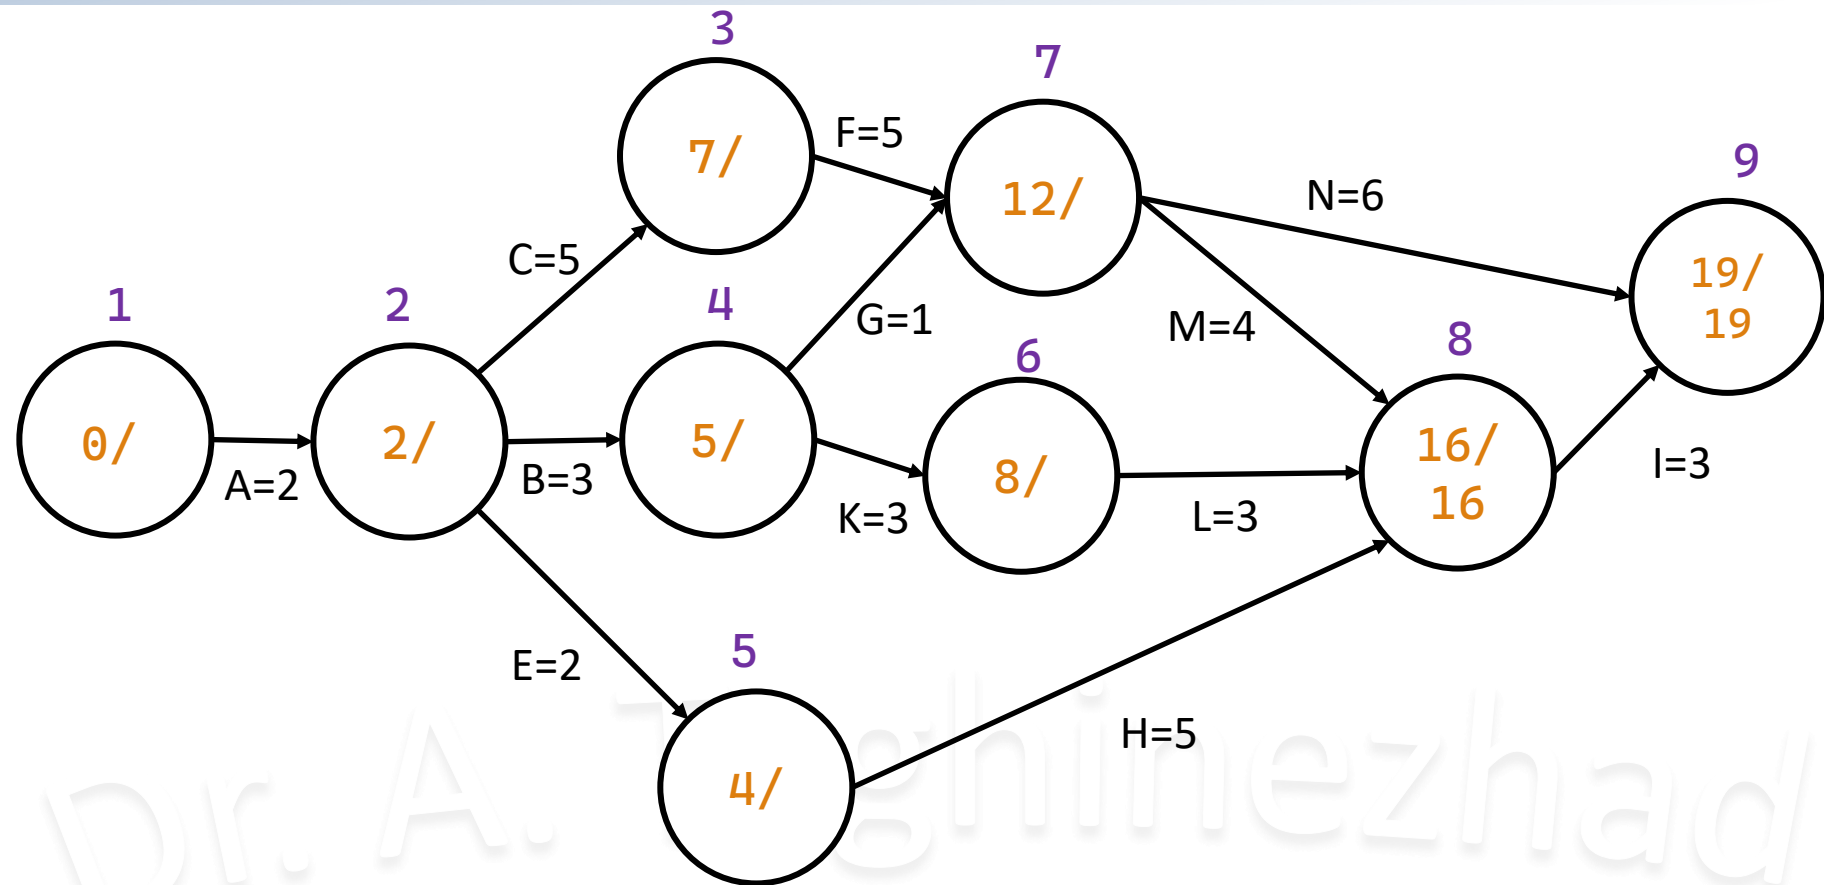 3
7
7/
F=5
12/
9
N=6
C=5
19/
19
1
2
4
G=1
M=4
8
6
0/
2/
5/
16/
16
8/
A=2
B=3
K=3
L=3
I=3
5
E=2
H=5
4/
Dr. A. Taghinezhad